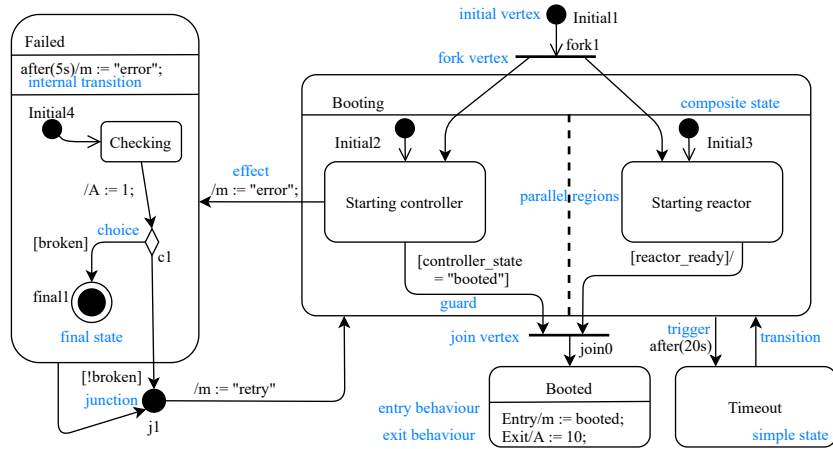 initial vertex
Initial1
fork vertex
fork1
Failed
after(5s)/m := "error";
internal transition
Initial4
Checking
/A := 1;
[broken]
choice
c1
final1
final state
[!broken]
junction
j1
effect
/m := "error";
Booting
composite state
Initial2
Initial3
Starting controller
parallel regions
Starting reactor
[controller_state
= "booted"]
[reactor_ready]/
guard
join vertex
join0
trigger
after(20s)
transition
/m := "retry"
Booted
entry behaviour
Entry/m := booted;
exit behaviour
Exit/A := 10;
Timeout
simple state